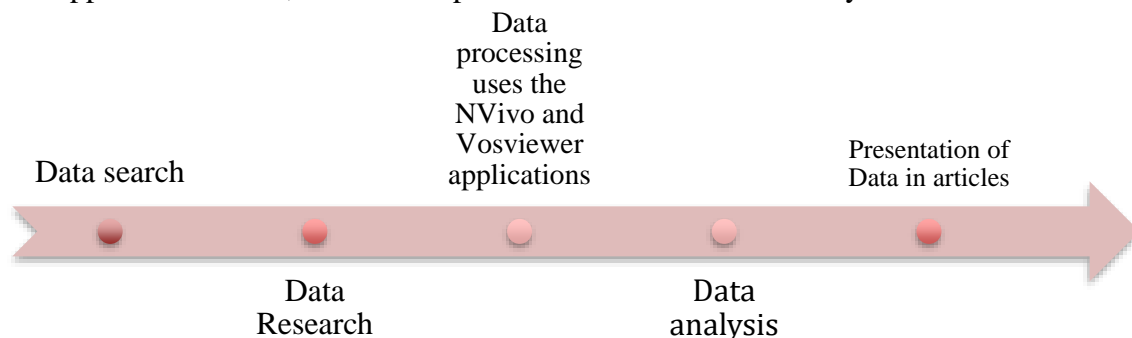 Data
processing
uses the
NVivo and
Vosviewer
applications
Data search
Presentation of
Data in articles
Data
Research
Data
analysis